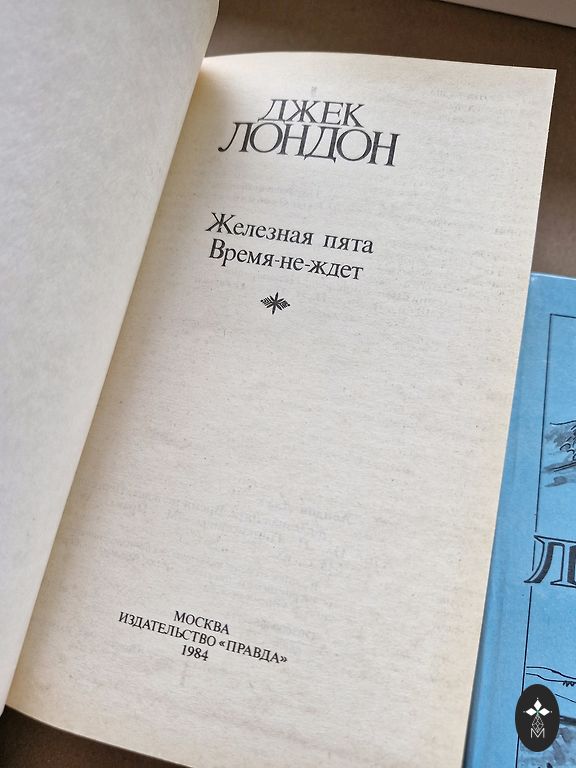 ДЖЕК
ЛОНДОН
Железная пята
Время-не-ждет
МОСКВА
ИЗДАТЕЛЬСТВО «ПРАВДА»
1984
Л
M